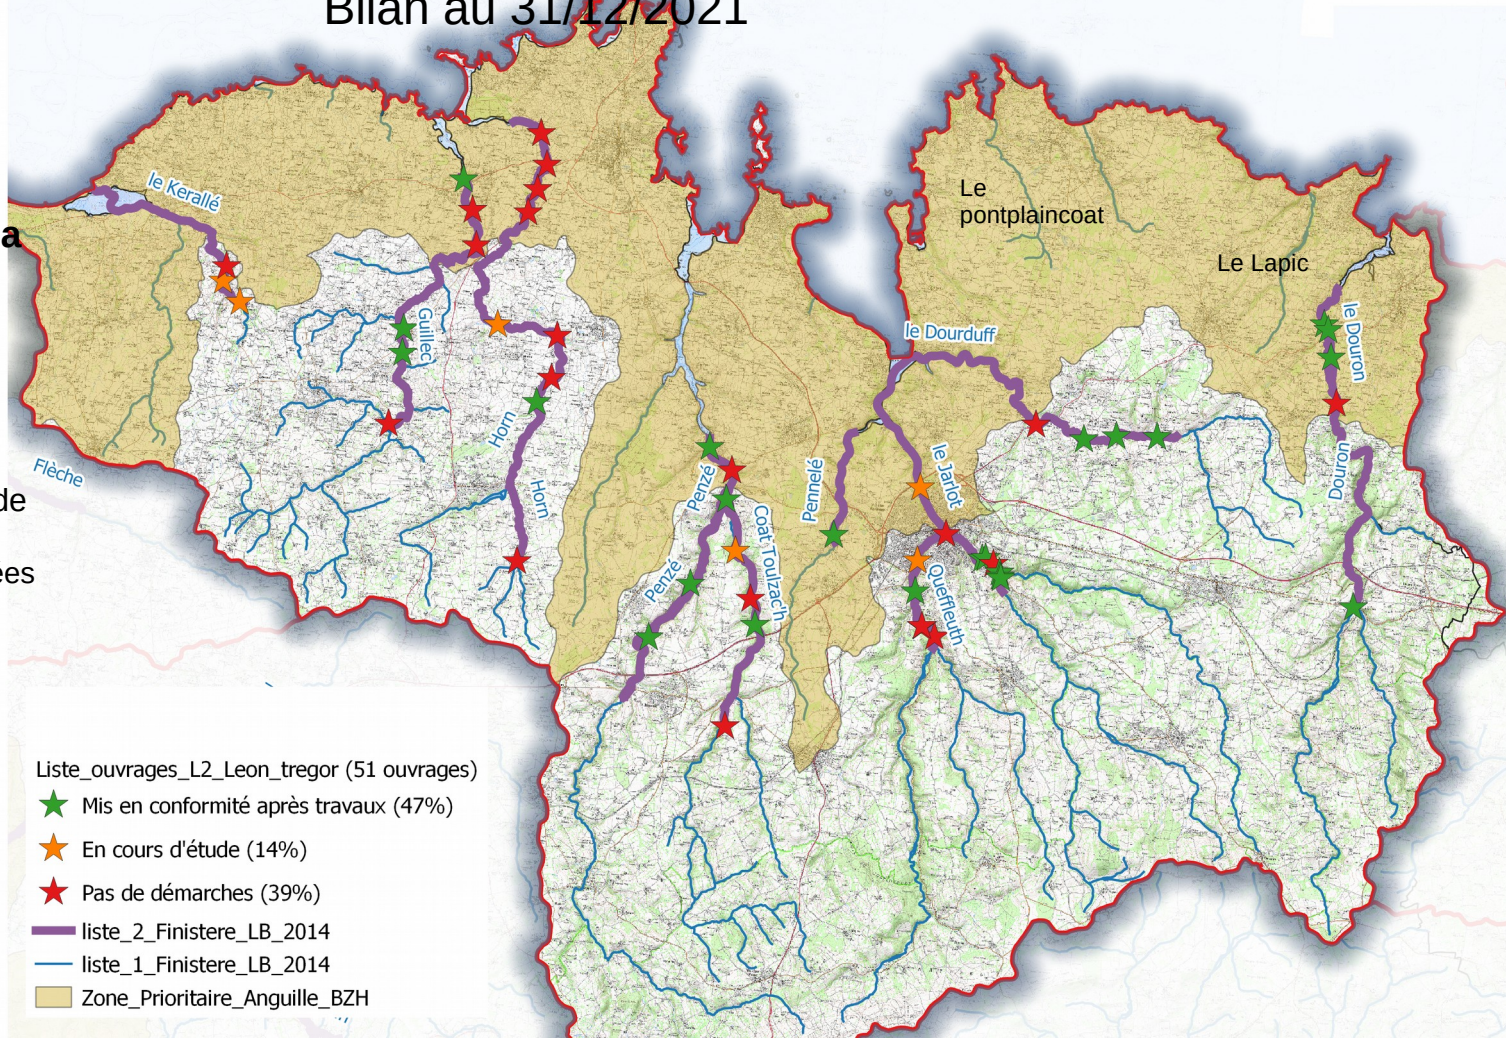 Bilan au 31/12/2021
le Kerallé
a
Le
pontplaincoat
Le Lapic
Guillec
le Dourduff
le Douron
Horn
Flèche
Penzé
Pennelé
le Jarlot
Douron
de
Horn
Coat Toulzac'h
ées
Penzé
Queffleuth
Liste_ouvrages_L2_Leon_tregor (51 ouvrages)
Mis en conformité après travaux (47%)
En cours d'étude (14%)
Pas de démarches (39%)
liste_2_Finistere_LB_2014
liste_1_Finistere_LB_2014
Zone_Prioritaire_Anguille_BZH